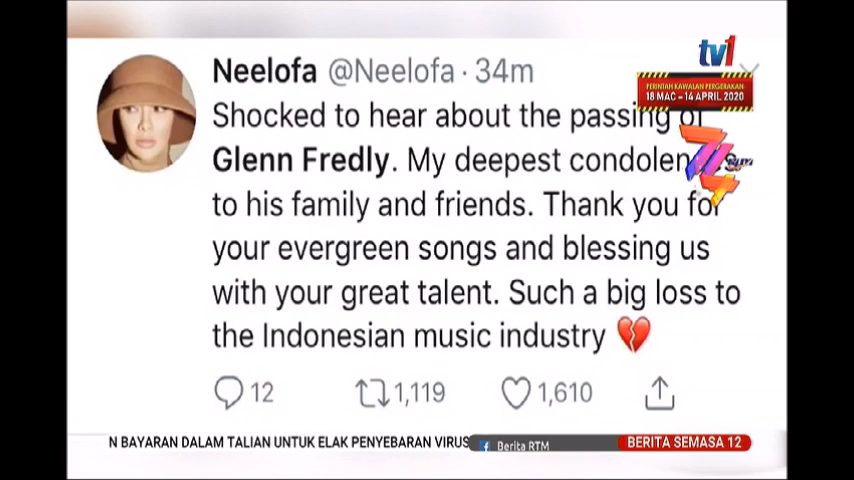 Neelofa @Neelofa · 34m
Shocked to hear about the passing of
Glenn Fredly. My deepest condolen
to his family and friends. Thank you for
your evergreen songs and blessing us
with your great talent. Such a big loss to
the Indonesian music industry 💔
12 1,119 1,610
tv1
PERINTAH KAWALAN PERGERAKAN
18 MAC - 14 APRIL 2020
N BAYARAN DALAM TALIAN UNTUK ELAK PENYEBARAN VIRUS
Berita RTM
BERITA SEMASA 12